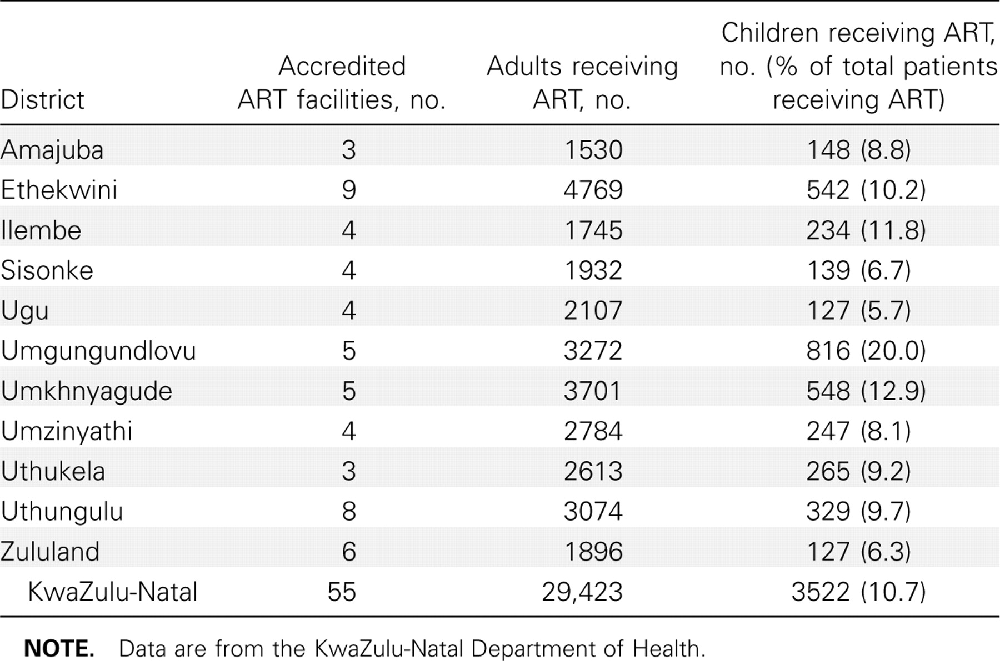 District Accredited ART facilities, no. Adults receiving ART, no. Children receiving ART, no. (% of total patients receiving ART)
Amajuba 3 1530 148 (8.8)
Ethekwini 9 4769 542 (10.2)
Ilembe 4 1745 234 (11.8)
Sisonke 4 1932 139 (6.7)
Ugu 4 2107 127 (5.7)
Umgungundlovu 5 3272 816 (20.0)
Umkhnyagude 5 3701 548 (12.9)
Umzinyathi 4 2784 247 (8.1)
Uthukela 3 2613 265 (9.2)
Uthungulu 8 3074 329 (9.7)
Zululand 6 1896 127 (6.3)
KwaZulu-Natal 55 29,423 3522 (10.7)
NOTE. Data are from the KwaZulu-Natal Department of Health.